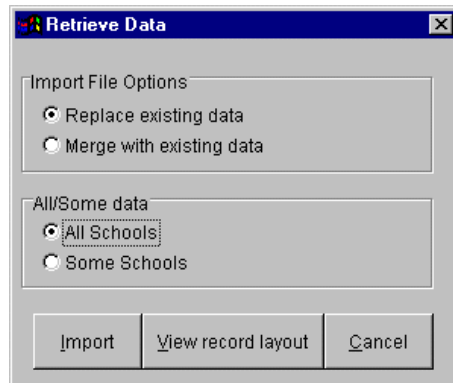 Retrieve Data
Import File Options
Replace existing data
Merge with existing data
All/Some data
All Schools
Some Schools
Import View record layout Cancel